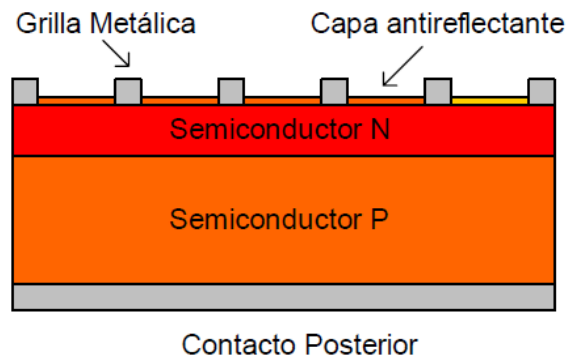 Grilla Metálica
Capa antireflectante
Semiconductor N
Semiconductor P
Contacto Posterior